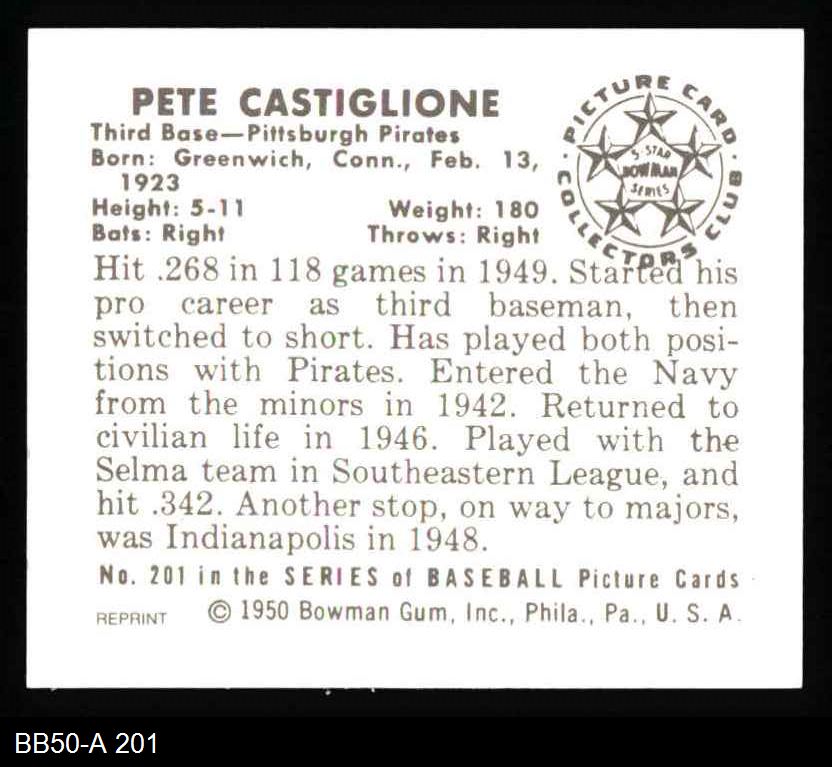 PETE CASTIGLIONE
Third Base—Pittsburgh Pirates
Born: Greenwich, Conn., Feb. 13,
1923
Height: 5-11 Weight: 180
Bats: Right Throws: Right
PICTURE CARD COLLECTORS CLUB
5-STAR
BOWMAN
SERIES
Hit .268 in 118 games in 1949. Started his
pro career as third baseman, then
switched to short. Has played both posi-
tions with Pirates. Entered the Navy
from the minors in 1942. Returned to
civilian life in 1946. Played with the
Selma team in Southeastern League, and
hit .342. Another stop, on way to majors,
was Indianapolis in 1948.
No. 201 in the SERIES of BASEBALL Picture Cards
REPRINT © 1950 Bowman Gum, Inc., Phila., Pa., U. S. A.
BB50-A 201